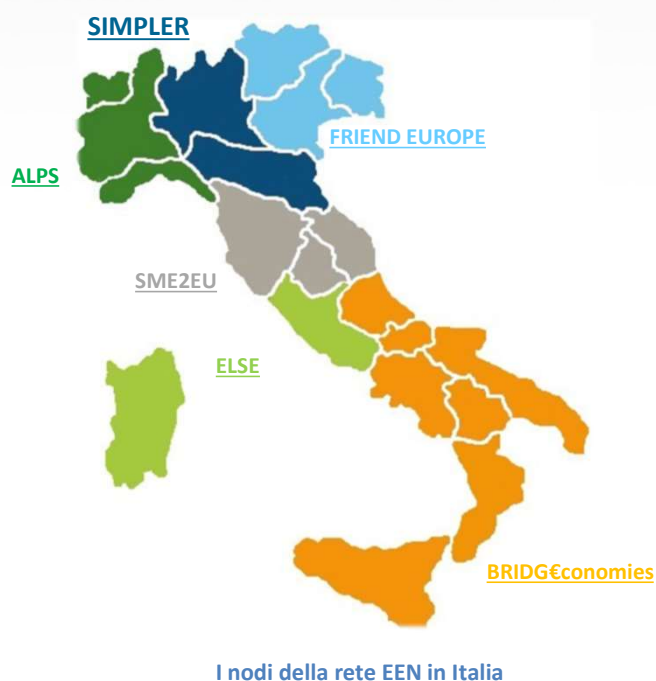 SIMPLER
FRIEND EUROPE
ALPS
SME2EU
ELSE
BRIDG€conomies
I nodi della rete EEN in Italia